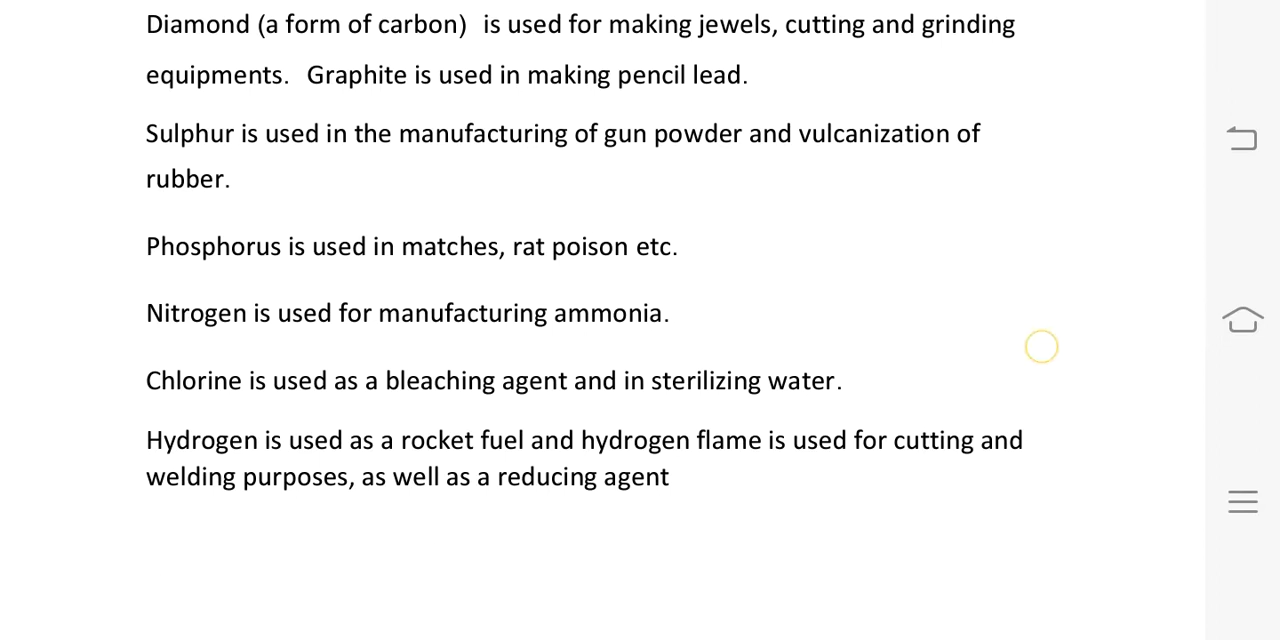 Diamond (a form of carbon) is used for making jewels, cutting and grinding
equipments. Graphite is used in making pencil lead.
Sulphur is used in the manufacturing of gun powder and vulcanization of
rubber.
Phosphorus is used in matches, rat poison etc.
Nitrogen is used for manufacturing ammonia.
Chlorine is used as a bleaching agent and in sterilizing water.
Hydrogen is used as a rocket fuel and hydrogen flame is used for cutting and
welding purposes, as well as a reducing agent